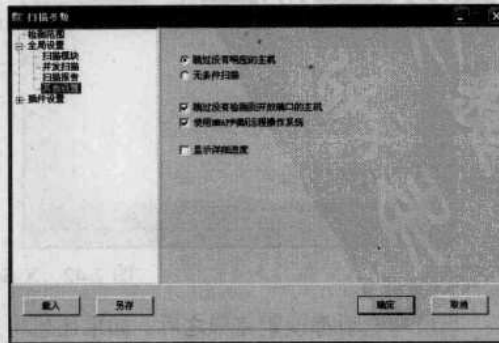 扫描参数
检测范围
全局设置
扫描模块
并发扫描
扫描报告
其他设置
插件设置
跳过没有响应的主机
无条件扫描
跳过没有检测到开放端口的主机
使用NMAP判断远程操作系统
显示详细进度
载入
另存
确定
取消